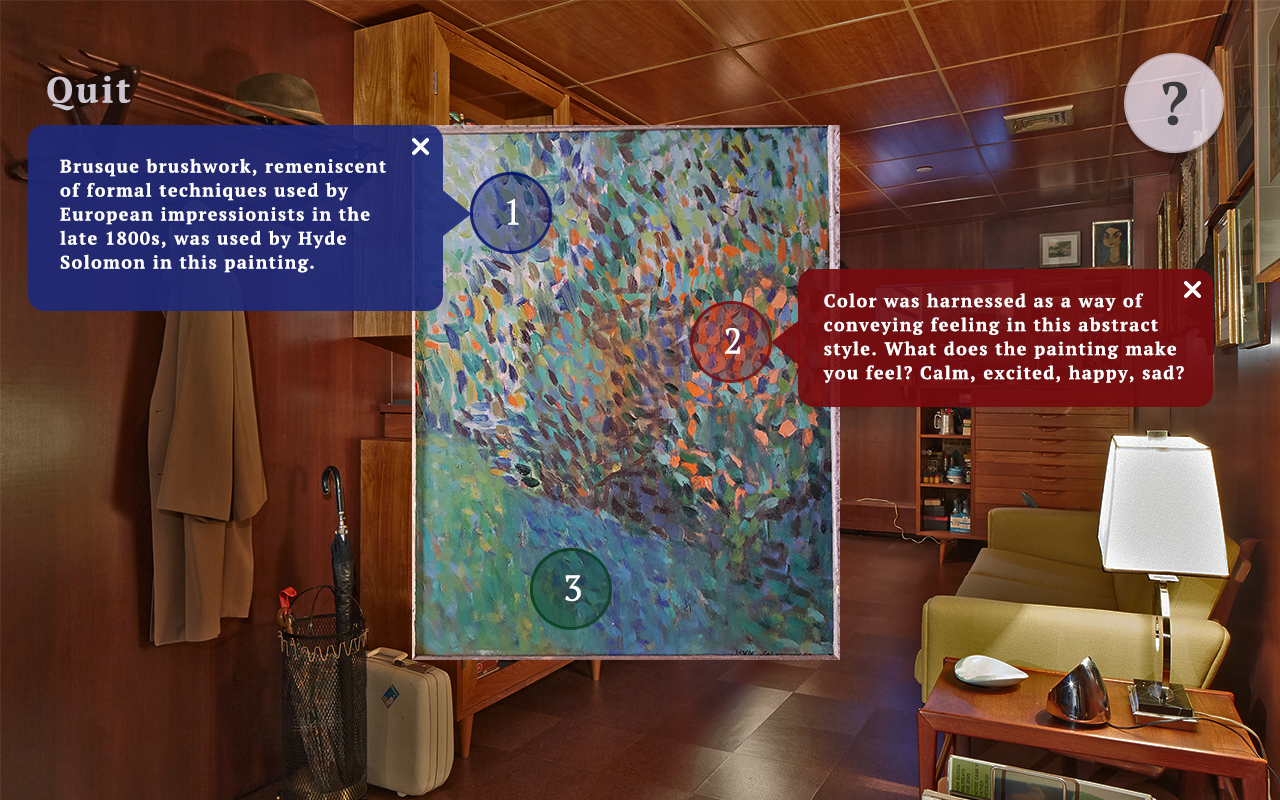 Quit
?
Brusque brushwork, remeniscent
of formal techniques used by
European impressionists in the
late 1800s, was used by Hyde
Solomon in this painting.
1
Color was harnessed as a way of
conveying feeling in this abstract
style. What does the painting make
you feel? Calm, excited, happy, sad?
2
3